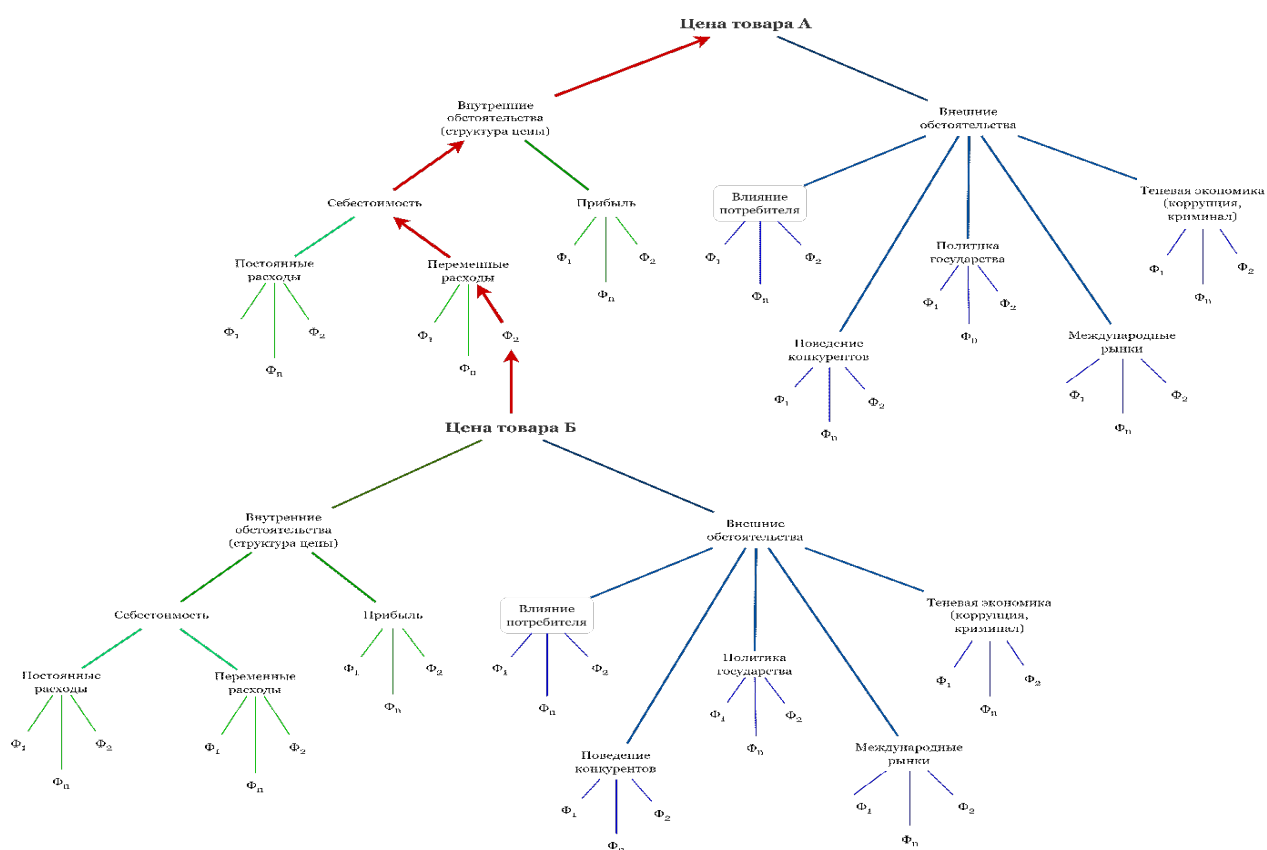 Цена товара А
Внутренние
обстоятельства
(структура цены)
Внешние
обстоятельства
Себестоимость
Прибыль
Влияние
потребителя
Теневая экономика
(коррупция,
криминал)
Ф1
Ф2
Фn
Ф1
Ф2
Фn
Политика
государства
Ф1
Ф2
Фn
Ф1
Ф2
Фn
Постоянные
расходы
Переменные
расходы
Ф1
Ф2
Фn
Ф1
Ф2
Фn
Поведение
конкурентов
Международные
рынки
Ф1
Ф2
Фn
Ф1
Ф2
Фn
Цена товара Б
Внутренние
обстоятельства
(структура цены)
Внешние
обстоятельства
Себестоимость
Прибыль
Влияние
потребителя
Теневая экономика
(коррупция,
криминал)
Ф1
Ф2
Фn
Ф1
Ф2
Фn
Политика
государства
Ф1
Ф2
Фn
Ф1
Ф2
Фn
Постоянные
расходы
Переменные
расходы
Ф1
Ф2
Фn
Ф1
Ф2
Фn
Поведение
конкурентов
Международные
рынки
Ф1
Ф2
Фn
Ф1
Ф2
Фn